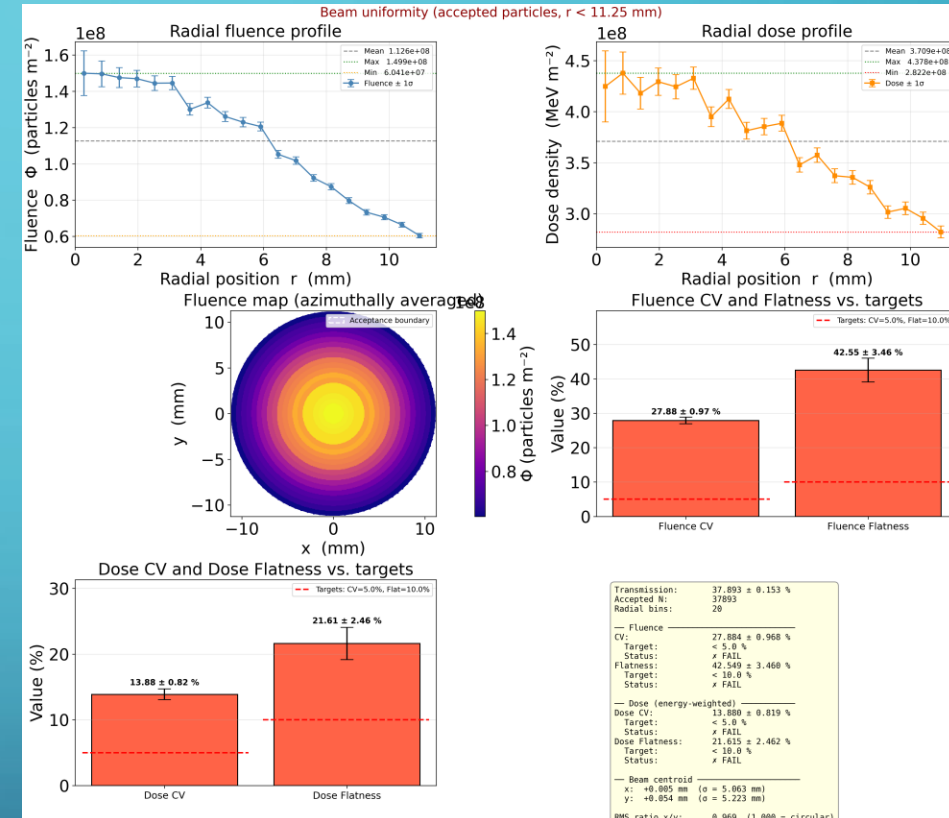 Beam uniformity (accepted particles, r < 11.25 mm)
Radial fluence profile
1e8
Mean 1.126e+08
Max 1.499e+08
Min 6.041e+07
Fluence ± 1σ
1.6
1.4
1.2
1.0
0.8
0.6
Fluence Φ (particles m⁻²)
0 2 4 6 8 10
Radial position r (mm)
Radial dose profile
1e8
Mean 3.709e+08
Max 4.378e+08
Min 2.822e+08
Dose ± 1σ
4.5
4.0
3.5
3.0
Dose density (MeV m⁻²)
0 2 4 6 8 10
Radial position r (mm)
Fluence map (azimuthally averaged)
1e8
Acceptance boundary
10
5
0
−5
−10
y (mm)
−10 0 10
x (mm)
1.4
1.2
1.0
0.8
Φ (particles m⁻²)
Fluence CV and Flatness vs. targets
Targets: CV=5.0%, Flat=10.0%
50
40
30
20
10
0
Value (%)
27.88 ± 0.97 %
42.55 ± 3.46 %
Fluence CV Fluence Flatness
Dose CV and Dose Flatness vs. targets
Targets: CV=5.0%, Flat=10.0%
30
20
10
0
Value (%)
13.88 ± 0.82 %
21.61 ± 2.46 %
Dose CV Dose Flatness
Transmission: 37.893 ± 0.153 %
Accepted N: 37893
Radial bins: 20
— Fluence —
CV: 27.884 ± 0.968 %
Target: < 5.0 %
Status: ✗ FAIL
Flatness: 42.549 ± 3.460 %
Target: < 10.0 %
Status: ✗ FAIL
— Dose (energy-weighted) —
Dose CV: 13.880 ± 0.819 %
Target: < 5.0 %
Status: ✗ FAIL
Dose Flatness: 21.615 ± 2.462 %
Target: < 10.0 %
Status: ✗ FAIL
— Beam centroid —
x: +0.005 mm (σ = 5.063 mm)
y: +0.054 mm (σ = 5.223 mm)
RMS ratio x/y: 0.969 (1.000 = circular)